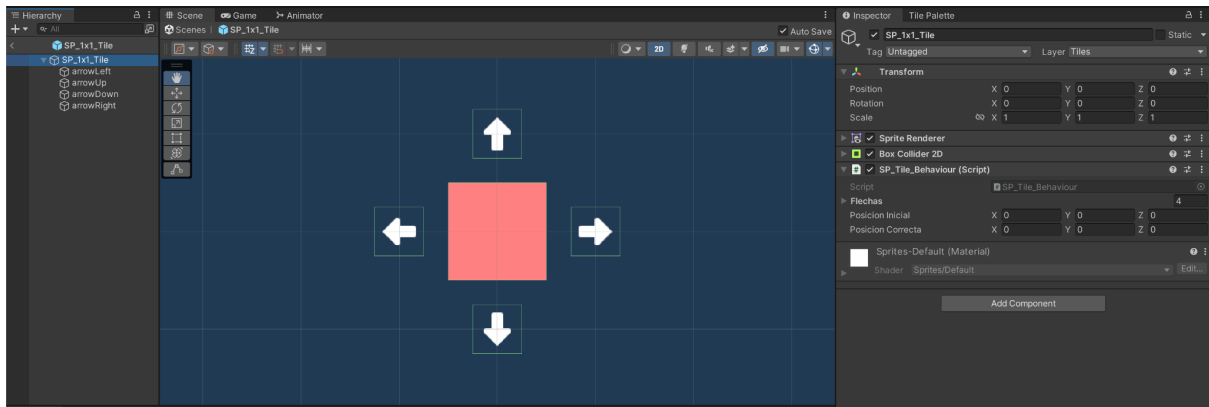 Hierarchy
All
SP_1x1_Tile
SP_1x1_Tile
arrowLeft
arrowUp
arrowDown
arrowRight
Scene Game Animator
Scenes SP_1x1_Tile Auto Save
2D
Inspector Tile Palette
SP_1x1_Tile Static
Tag Untagged Layer Tiles
Transform
Position X 0 Y 0 Z 0
Rotation X 0 Y 0 Z 0
Scale X 1 Y 1 Z 1
Sprite Renderer
Box Collider 2D
# SP_Tile_Behaviour (Script)
Script SP_Tile_Behaviour
Flechas 4
Posicion Inicial X 0 Y 0 Z 0
Posicion Correcta X 0 Y 0 Z 0
Sprites-Default (Material)
Shader Sprites/Default Edit...
Add Component